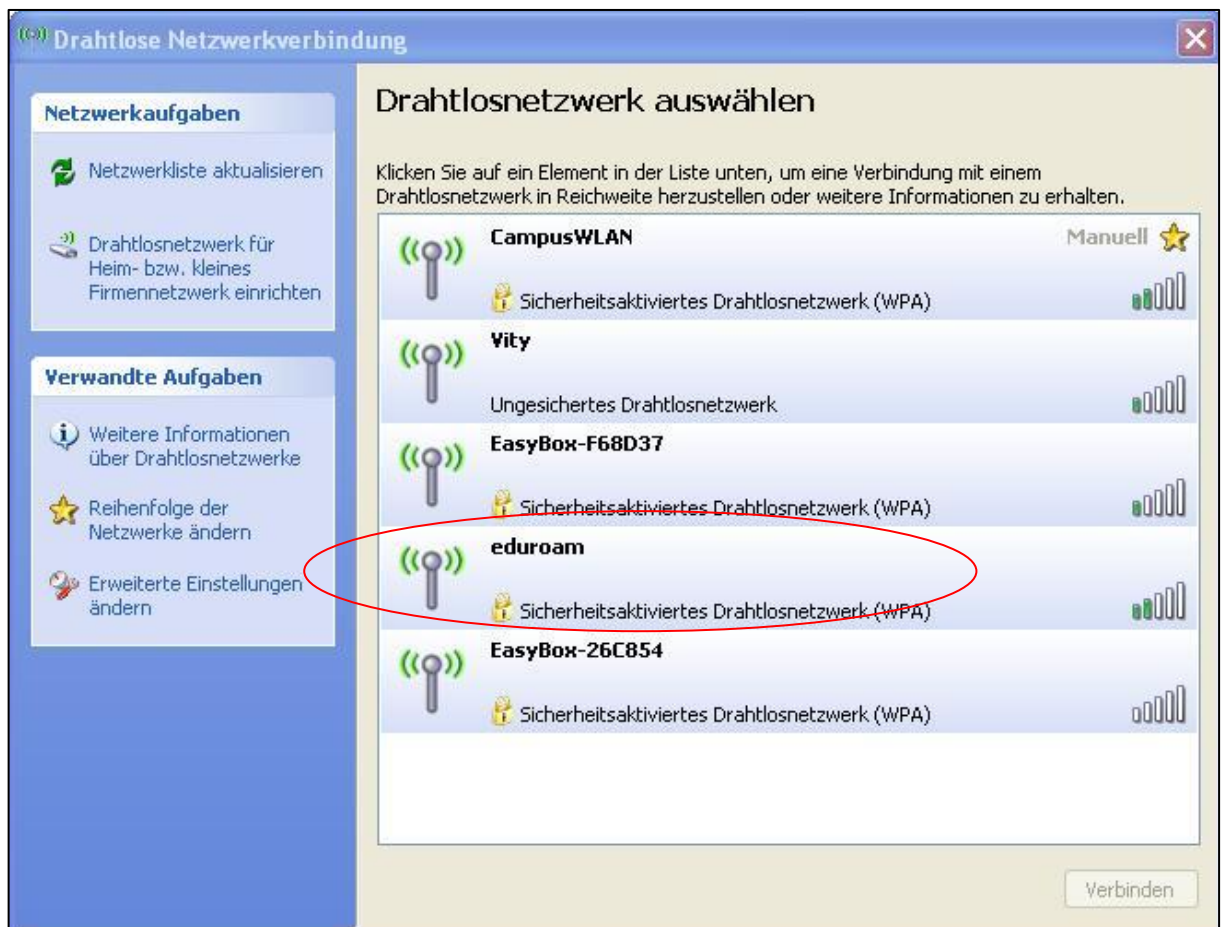 Drahtlose Netzwerkverbindung
Netzwerkaufgaben
Netzwerkliste aktualisieren
Drahtlosnetzwerk für
Heim- bzw. kleines
Firmennetzwerk einrichten
Verwandte Aufgaben
Weitere Informationen
über Drahtlosnetzwerke
Reihenfolge der
Netzwerke ändern
Erweiterte Einstellungen
ändern
Drahtlosnetzwerk auswählen
Klicken Sie auf ein Element in der Liste unten, um eine Verbindung mit einem
Drahtlosnetzwerk in Reichweite herzustellen oder weitere Informationen zu erhalten.
CampusWLAN Manuell
Sicherheitsaktiviertes Drahtlosnetzwerk (WPA)
Vity
Ungesichertes Drahtlosnetzwerk
EasyBox-F68D37
Sicherheitsaktiviertes Drahtlosnetzwerk (WPA)
eduroam
Sicherheitsaktiviertes Drahtlosnetzwerk (WPA)
EasyBox-26C854
Sicherheitsaktiviertes Drahtlosnetzwerk (WPA)
Verbinden